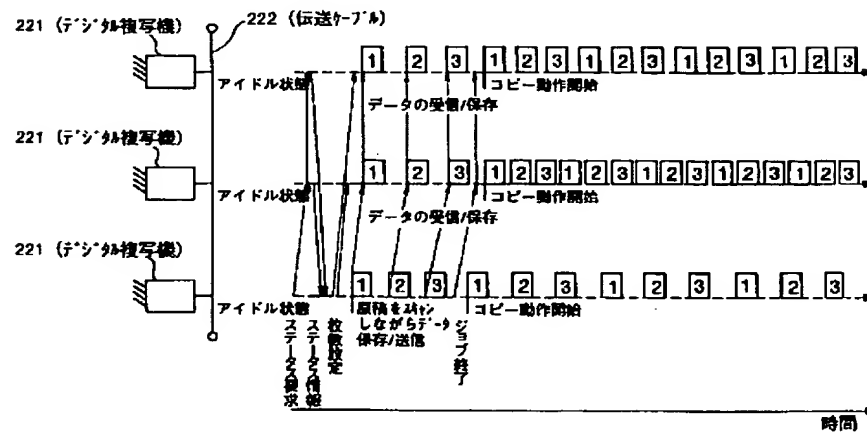 221 (デジタル複写機)
222 (伝送ケーブル)
1 2 3 1 2 3 1 2 3 1 2 3 1 2 3
アイドル状態
コピー動作開始
データの受信/保存
221 (デジタル複写機)
1 2 3 1 2 3 1 2 3 1 2 3 1 2 3 1 2 3
アイドル状態
コピー動作開始
データの受信/保存
221 (デジタル複写機)
1 2 3 1 2 3 1 2 3 1 2 3
アイドル状態
ステータス要求
ステータス情報
枚数設定
原稿をスキャン
しながらデータ
保存/送信
ジョブ終了
コピー動作開始
時間